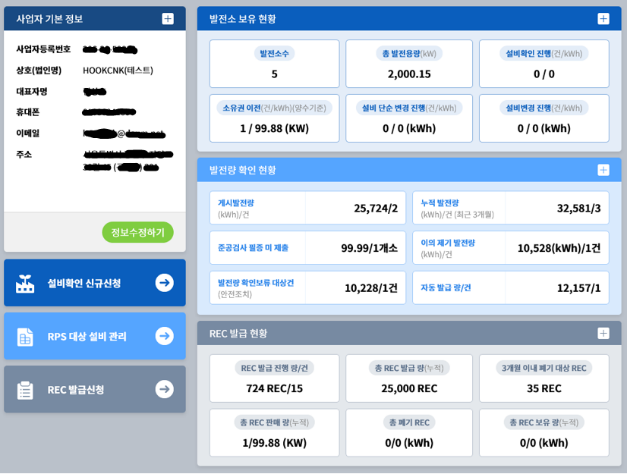 사업자 기본 정보
사업자등록번호
상호(법인명) HOOKCNK(테스트)
대표자명
휴대폰
이메일
주소
정보수정하기
설비확인 신규신청
RPS 대상 설비 관리
REC 발급신청
발전소 보유 현황
발전소수
5
총 발전용량(kW)
2,000.15
설비확인 진행(건/kWh)
0 / 0
소유권 이전(건/kWh)(양수기준)
1 / 99.88 (KW)
설비 단순 변경 진행(건/kWh)
0 / 0 (kWh)
설비변경 진행(건/kWh)
0 / 0 (kWh)
발전량 확인 현황
게시발전량
(kWh)/건
25,724/2
누적 발전량
(kWh)/건 (최근 3개월)
32,581/3
준공검사 필증 미 제출
99.99/1개소
이의 제기 발전량
(kWh)/건
10,528(kWh)/1건
발전량 확인보류 대상건
(안전조치)
10,228/1건
자동 발급 량/건
12,157/1
REC 발급 현황
REC 발급 진행 량/건
724 REC/15
총 REC 발급 량(누적)
25,000 REC
3개월 이내 폐기 대상 REC
35 REC
총 REC 판매 량(누적)
1/99.88 (KW)
총 폐기 REC
0/0 (kWh)
총 REC 보유 량(누적)
0/0 (kWh)